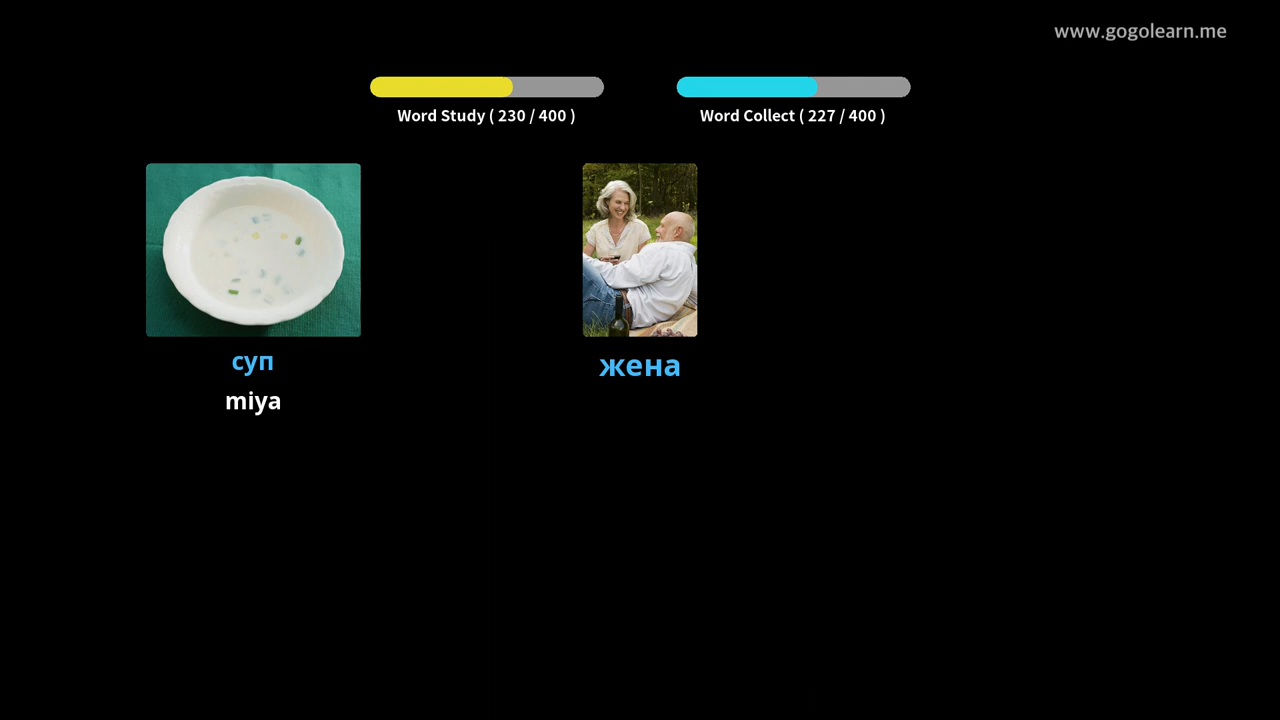 www.gogolearn.me
Word Study ( 230 / 400 )
Word Collect ( 227 / 400 )
суп
miya
жена